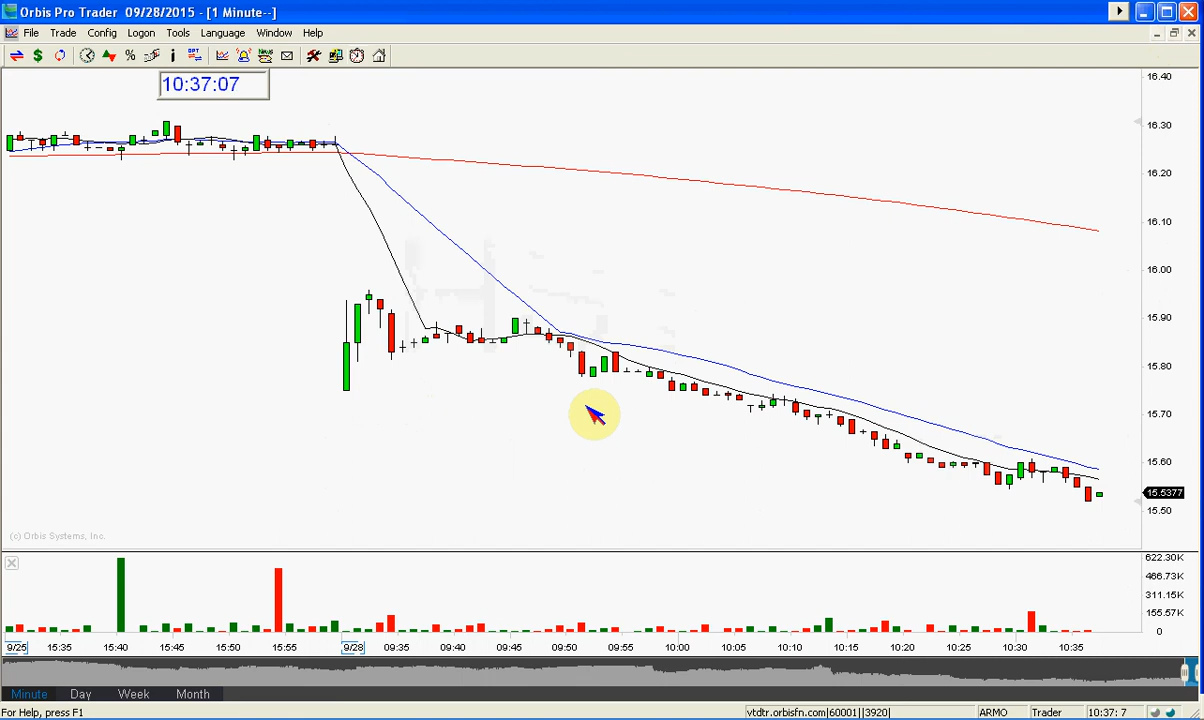 Orbis Pro Trader 09/28/2015 - [1 Minute--]
File Trade Config Logon Tools Language Window Help
10:37:07
16.40
16.30
16.20
16.10
16.00
15.90
15.80
15.70
15.60
15.5377
15.50
(c) Orbis Systems, Inc.
622.30K
466.73K
311.15K
155.57K
0
9/25 15:35 15:40 15:45 15:50 15:55 9/28 09:35 09:40 09:45 09:50 09:55 10:00 10:05 10:10 10:15 10:20 10:25 10:30 10:35
Minute Day Week Month
For Help, press F1 vtdtr.orbisfn.com|60001||3920| ARMO Trader 10:37: 7